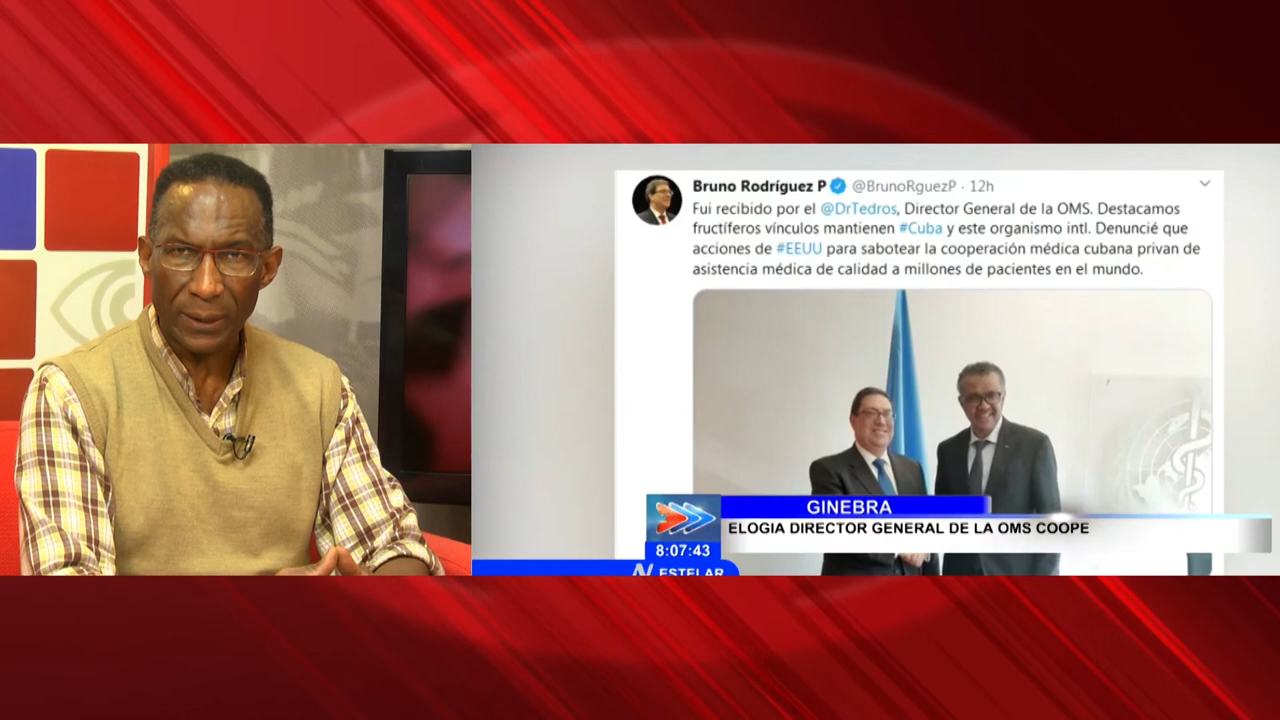 Bruno Rodríguez P @BrunoRguezP · 12h
Fui recibido por el @DrTedros, Director General de la OMS. Destacamos
fructíferos vínculos mantienen #Cuba y este organismo intl. Denuncié que
acciones de #EEUU para sabotear la cooperación médica cubana privan de
asistencia médica de calidad a millones de pacientes en el mundo.
GINEBRA
ELOGIA DIRECTOR GENERAL DE LA OMS COOPE
8:07:43
N ESTELAR